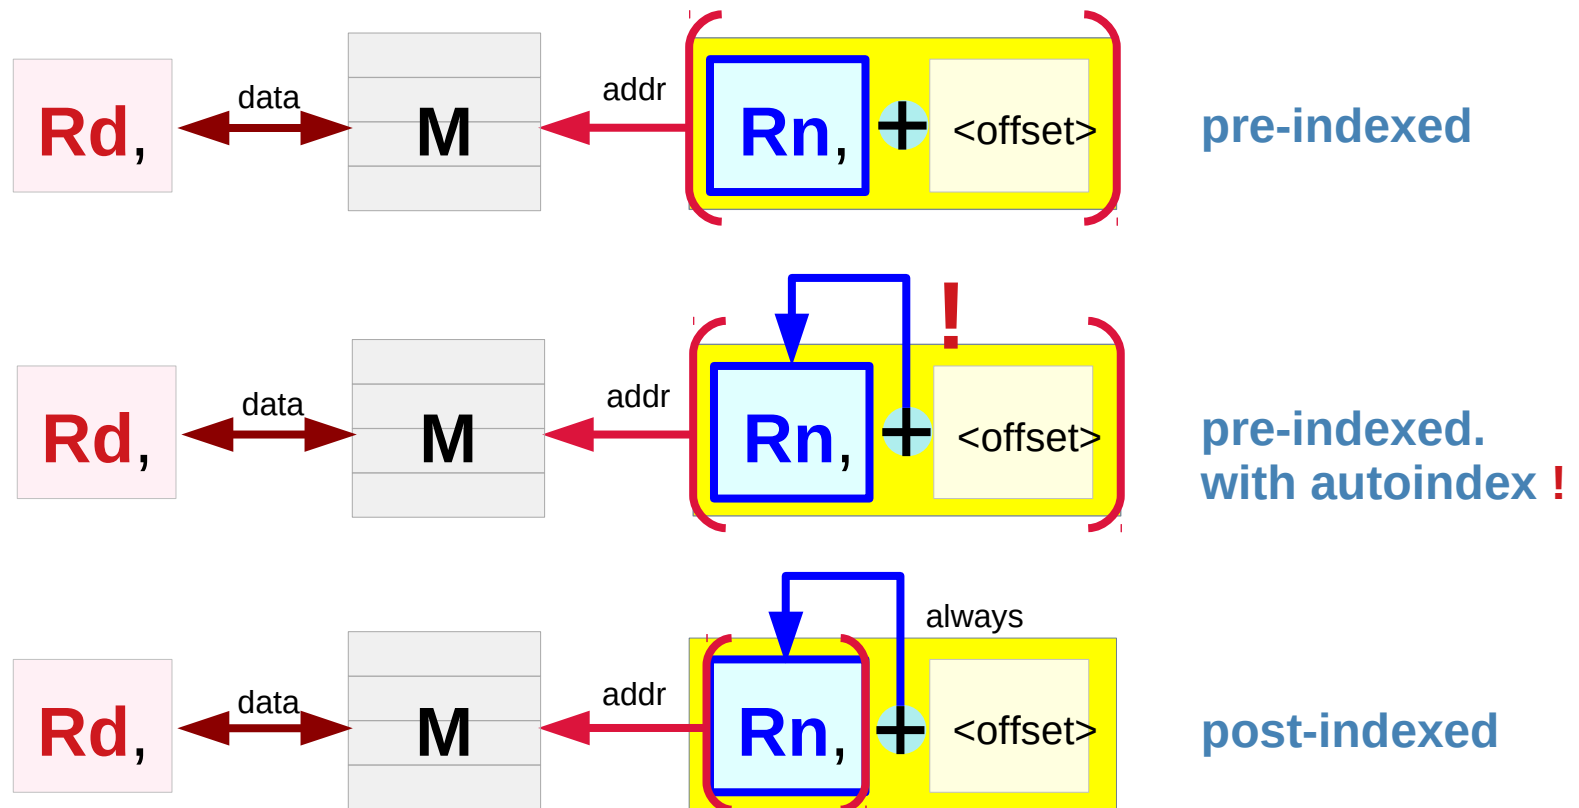 Rd, data M addr Rn, + <offset> pre-indexed
!
Rd, data M addr Rn, + <offset> pre-indexed.
with autoindex !
always
Rd, data M addr Rn, + <offset> post-indexed